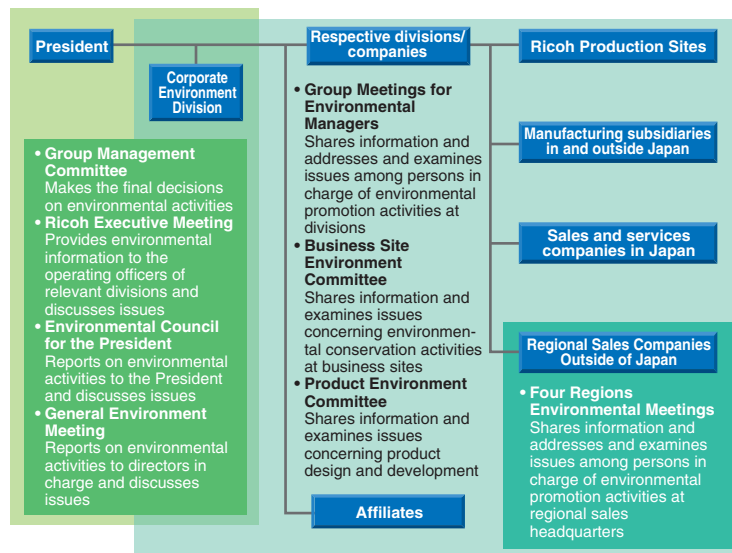 President
Corporate
Environment
Division
• Group Management
Committee
Makes the final decisions
on environmental activities
• Ricoh Executive Meeting
Provides environmental
information to the
operating officers of
relevant divisions and
discusses issues
• Environmental Council
for the President
Reports on environmental
activities to the President
and discusses issues
• General Environment
Meeting
Reports on environmental
activities to directors in
charge and discusses
issues
Respective divisions/
companies
• Group Meetings for
Environmental
Managers
Shares information and
addresses and examines
issues among persons in
charge of environmental
promotion activities at
divisions
• Business Site
Environment
Committee
Shares information and
examines issues
concerning environmen-
tal conservation activities
at business sites
• Product Environment
Committee
Shares information and
examines issues
concerning product
design and development
Affiliates
Ricoh Production Sites
Manufacturing subsidiaries
in and outside Japan
Sales and services
companies in Japan
Regional Sales Companies
Outside of Japan
• Four Regions
Environmental Meetings
Shares information and
addresses and examines
issues among persons in
charge of environmental
promotion activities at
regional sales
headquarters